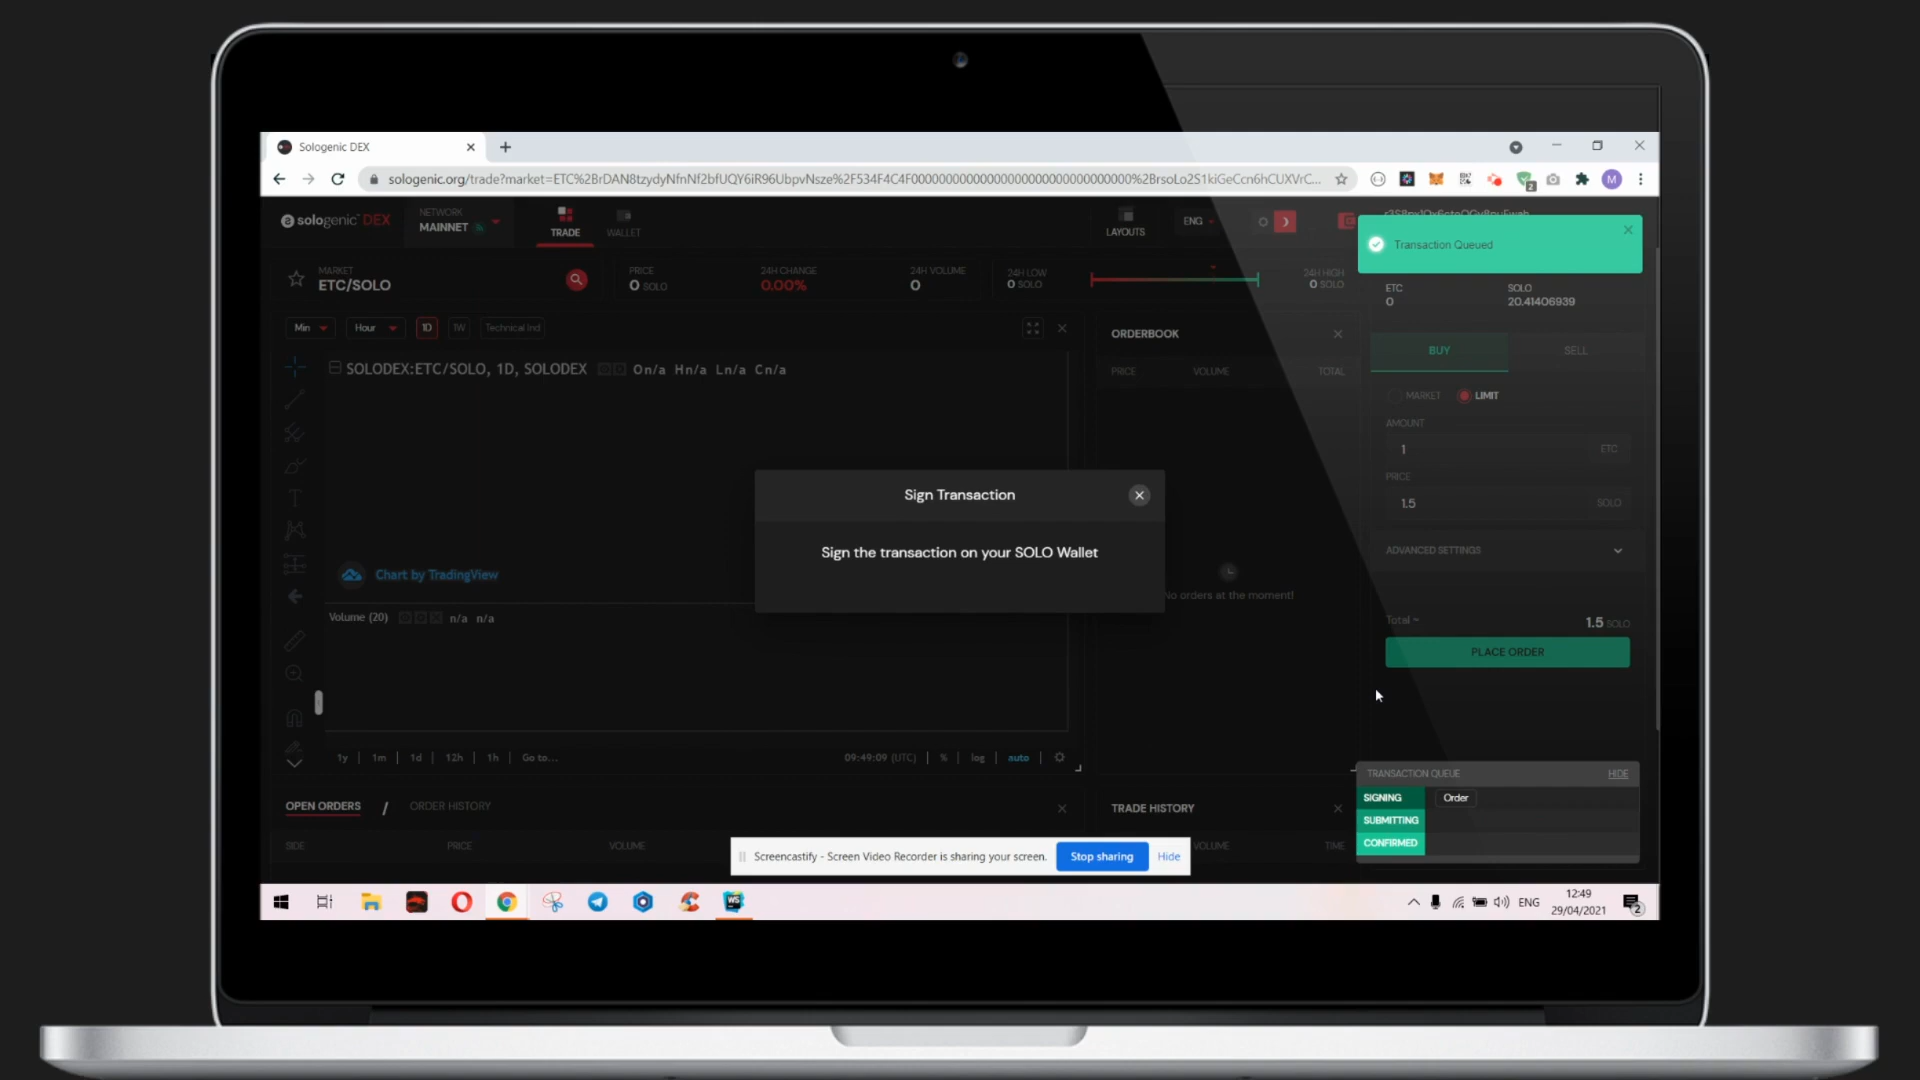 Sologenic DEX
sologenic.org/trade?market=ETC%2BrDAN8tzydyNfnNf2bfUQY6iR96UbpvNsze%2F534F4C4F00000000000000000000000000000000%2BrsoLo2S1kiGeCcn6hCUXVrC...
2
M
sologenic DEX
NETWORK
MAINNET
TRADE
WALLET
LAYOUTS
ENG
Transaction Queued
MARKET
ETC/SOLO
PRICE
0 SOLO
24H CHANGE
0.00%
24H VOLUME
0
24H LOW
0 SOLO
24H HIGH
0 SOLO
ETC
0
SOLO
20.41406939
Min
Hour
1D
1W
Technical Ind
SOLODEX:ETC/SOLO, 1D, SOLODEX On/a Hn/a Ln/a Cn/a
ORDERBOOK
PRICE VOLUME TOTAL
BUY SELL
MARKET LIMIT
AMOUNT
1 ETC
PRICE
1.5 SOLO
ADVANCED SETTINGS
Sign Transaction
Sign the transaction on your SOLO Wallet
Chart by TradingView
Volume (20) n/a n/a
No orders at the moment!
Total ~ 1.5 SOLO
PLACE ORDER
1y 1m 1d 12h 1h Go to...
09:49:09 (UTC) % log auto
TRANSACTION QUEUE HIDE
SIGNING Order
SUBMITTING
CONFIRMED
OPEN ORDERS / ORDER HISTORY
SIDE PRICE VOLUME
TRADE HISTORY
VOLUME TIME
Screencastify - Screen Video Recorder is sharing your screen.
Stop sharing
Hide
WS
ENG
12:49
29/04/2021
2